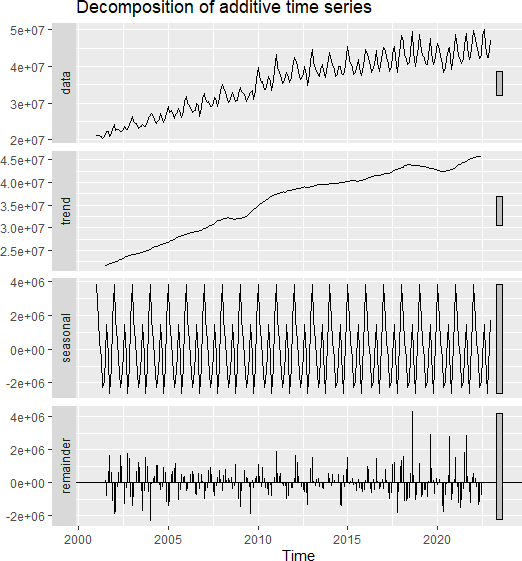 Decomposition of additive time series
5e+07
4e+07
3e+07
2e+07
data
4.5e+07
4.0e+07
3.5e+07
3.0e+07
2.5e+07
trend
4e+06
2e+06
0e+00
-2e+06
seasonal
4e+06
2e+06
0e+00
-2e+06
remainder
2000 2005 2010 2015 2020
Time